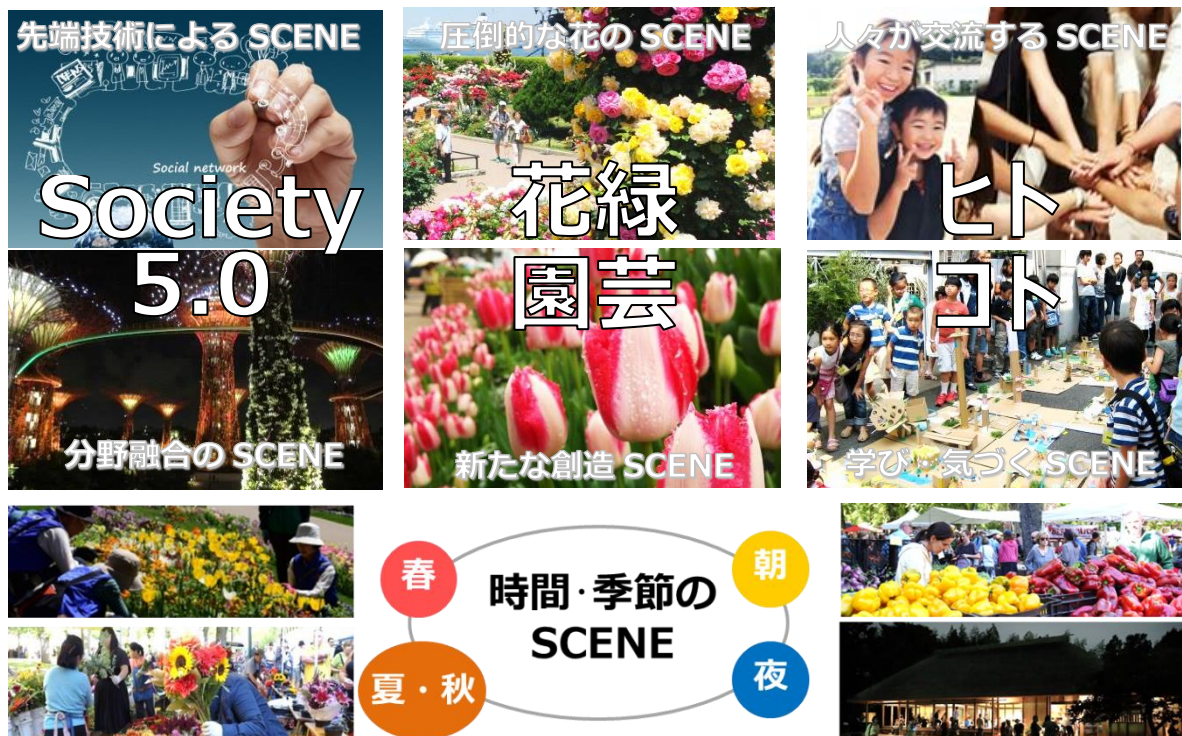 先端技術による SCENE
Social network
Society
5.0
分野融合の SCENE
圧倒的な花の SCENE
花緑
園芸
新たな創造 SCENE
人々が交流する SCENE
ヒト
コト
学び・気づく SCENE
春
夏・秋
時間・季節の
SCENE
朝
夜